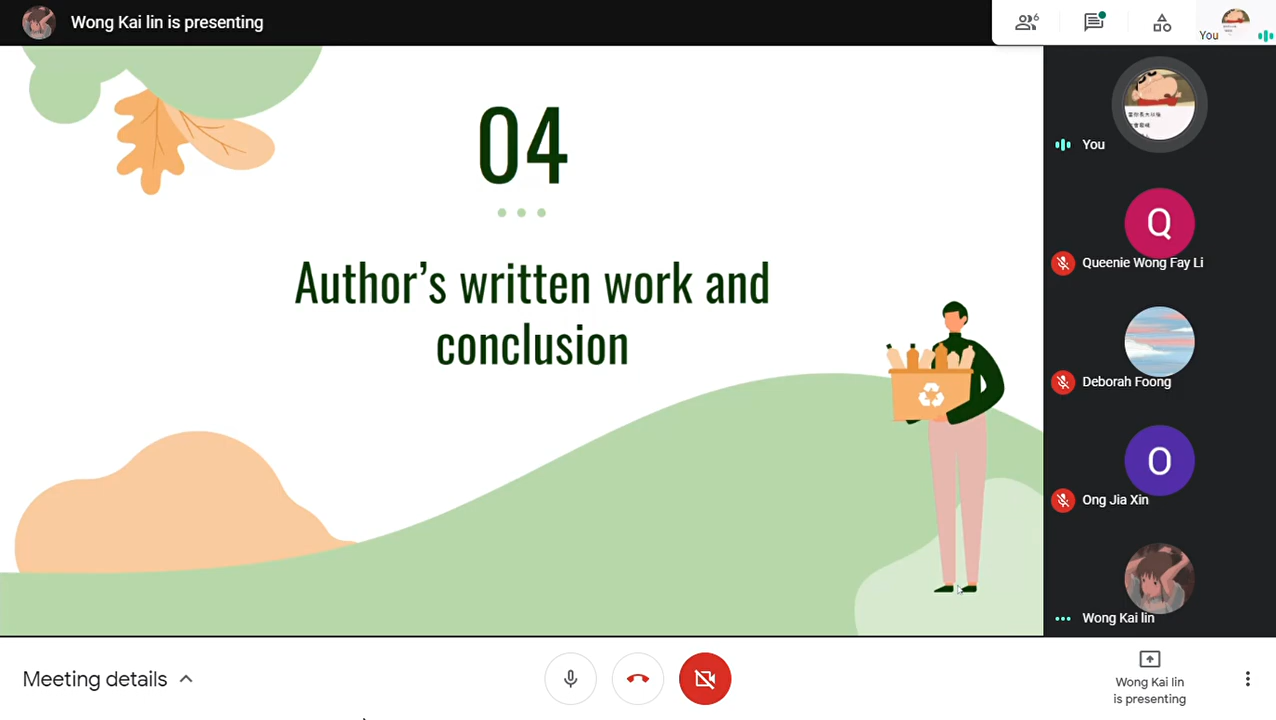 Wong Kai lin is presenting
6
You
04
Author's written work and
conclusion
You
Queenie Wong Fay Li
Deborah Foong
Ong Jia Xin
Wong Kai lin
Q
O
Meeting details
Wong Kai lin
is presenting